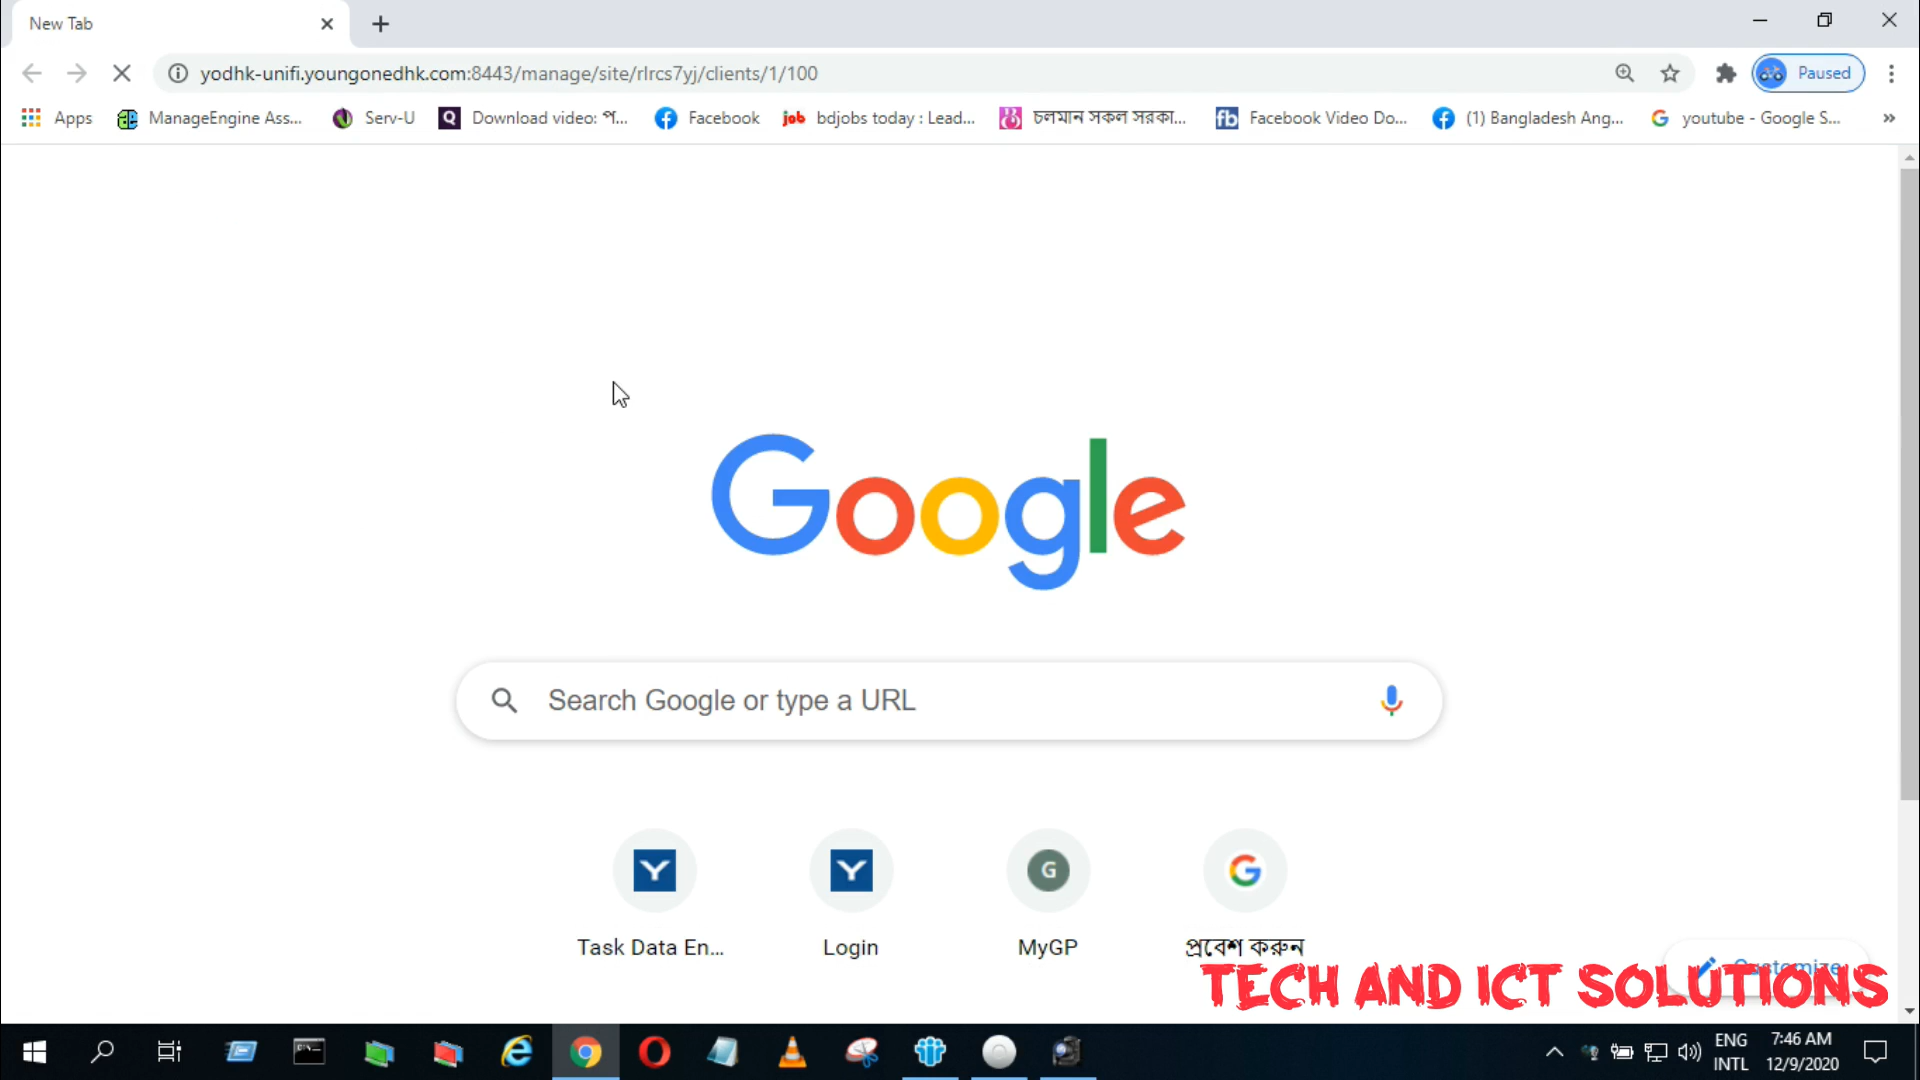 New Tab
yodhk-unifi.youngonedhk.com:8443/manage/site/rlrcs7yj/clients/1/100
Paused
Apps
ManageEngine Ass...
Serv-U
Download video: প...
Facebook
job bdjobs today : Lead...
চলমান সকল সরকা...
fb Facebook Video Do...
(1) Bangladesh Ang...
youtube - Google S...
Google
Search Google or type a URL
Task Data En...
Login
G
MyGP
প্রবেশ করুন
Customize
TECH AND ICT SOLUTIONS
ENG
INTL
7:46 AM
12/9/2020